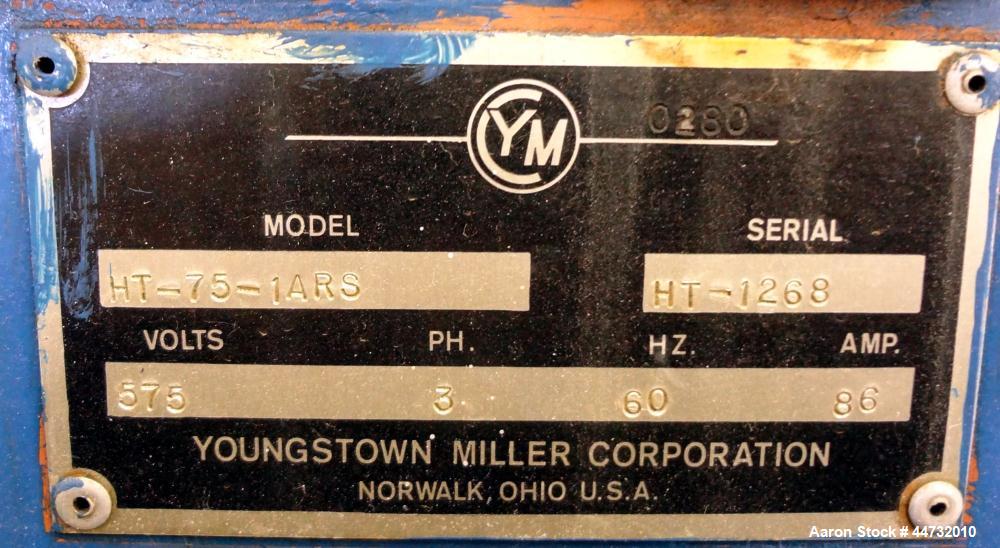 CYM
0280
MODEL SERIAL
HT-75-1ARS HT-1268
VOLTS PH. HZ. AMP.
575 3 60 86
YOUNGSTOWN MILLER CORPORATION
NORWALK, OHIO U.S.A.
Aaron Stock # 44732010